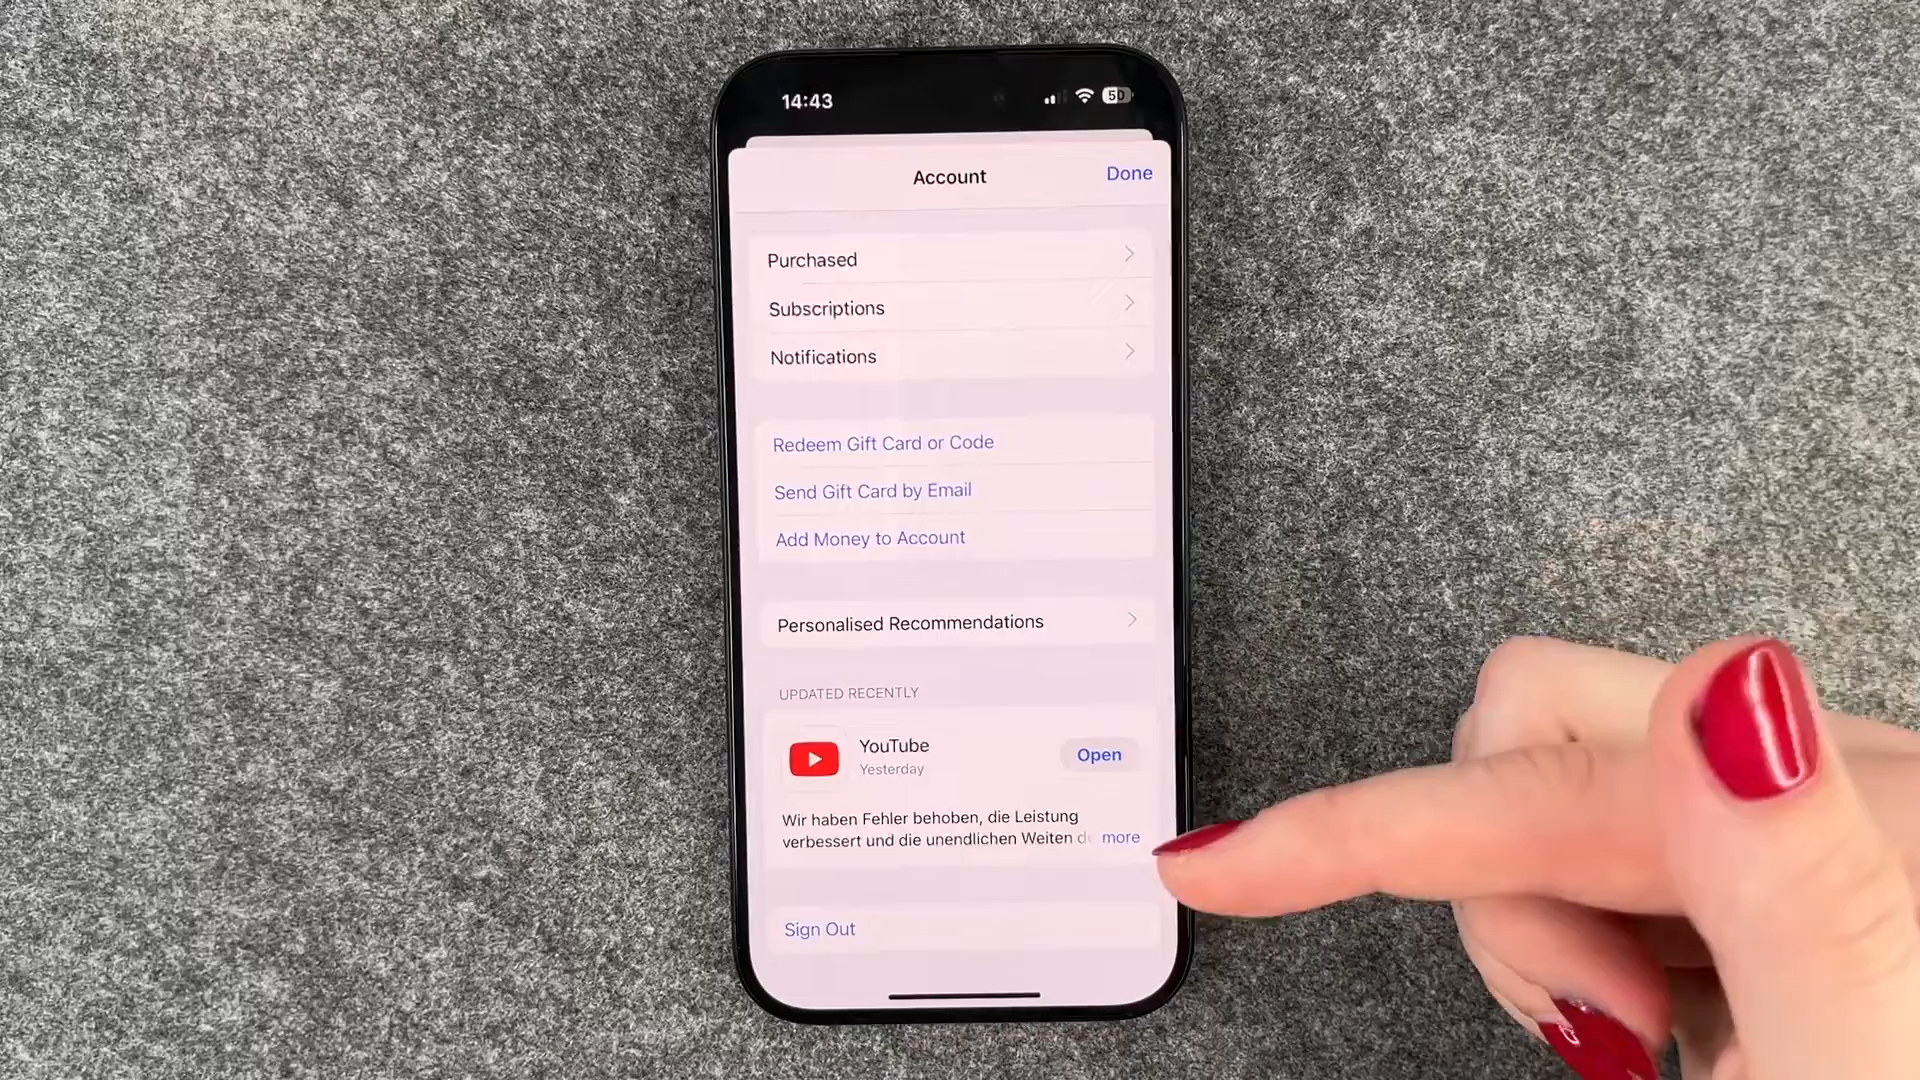 14:43
50
Account
Done
Purchased
Subscriptions
Notifications
Redeem Gift Card or Code
Send Gift Card by Email
Add Money to Account
Personalised Recommendations
UPDATED RECENTLY
YouTube
Yesterday
Open
Wir haben Fehler behoben, die Leistung
verbessert und die unendlichen Weiten more
Sign Out